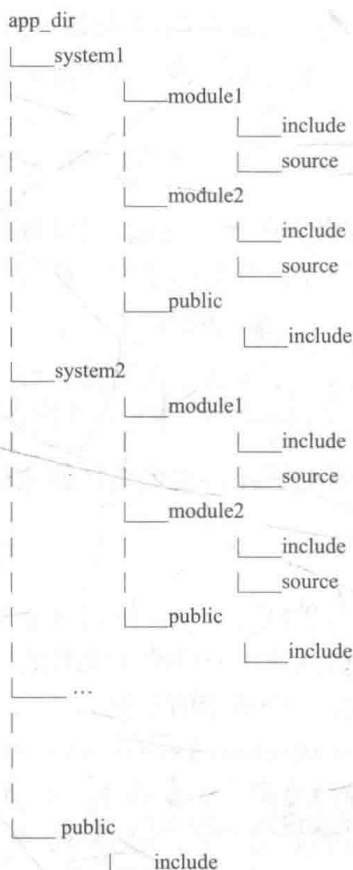 app_dir
system1
module1
include
source
module2
include
source
public
include
system2
module1
include
source
module2
include
source
public
include
...
public
include